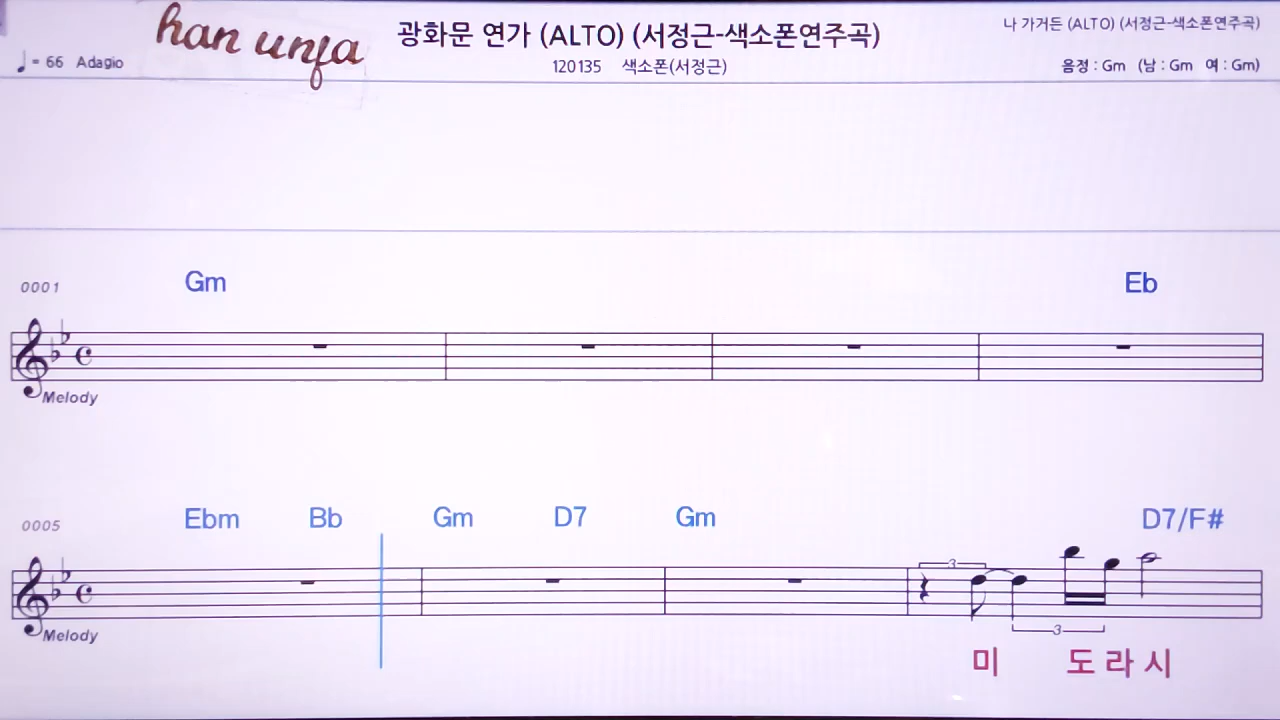 han unfa
광화문 연가 (ALTO) (서정근-색소폰연주곡)
나 가거든 (ALTO) (서정근-색소폰연주곡)
♩= 66 Adagio
120135 색소폰(서정근)
음정 : Gm (남 : Gm 여 : Gm)
0001 Gm Eb
Melody
0005 Ebm Bb Gm D7 Gm D7/F#
3
Melody
3
미 도 라 시